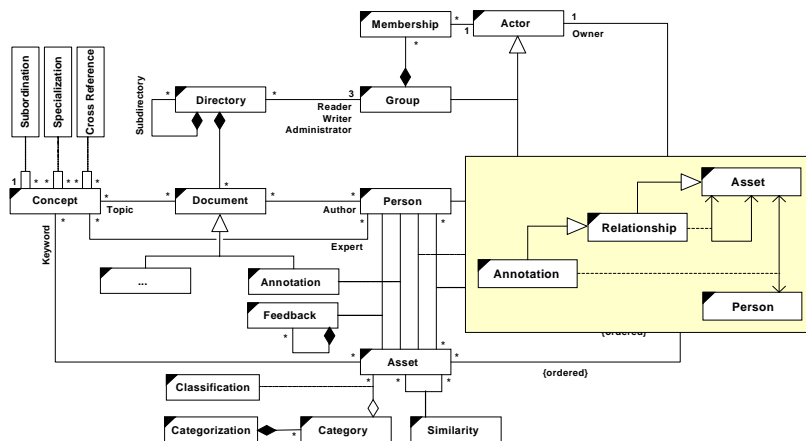 Membership
*
*
1
Actor
1
Owner
Subordination
Specialization
Cross Reference
Subdirectory
*
*
Directory
*
3
Reader
Writer
Administrator
Group
1
*
*
*
*
*
Concept
*
Topic
*
Document
*
*
Author
*
Person
*
Expert
*
*
*
Keyword
...
Annotation
Feedback
*
Asset
Relationship
Annotation
Person
{ordered}
*
*
Asset
*
*
{ordered}
Classification
*
*
*
Categorization
*
Category
Similarity